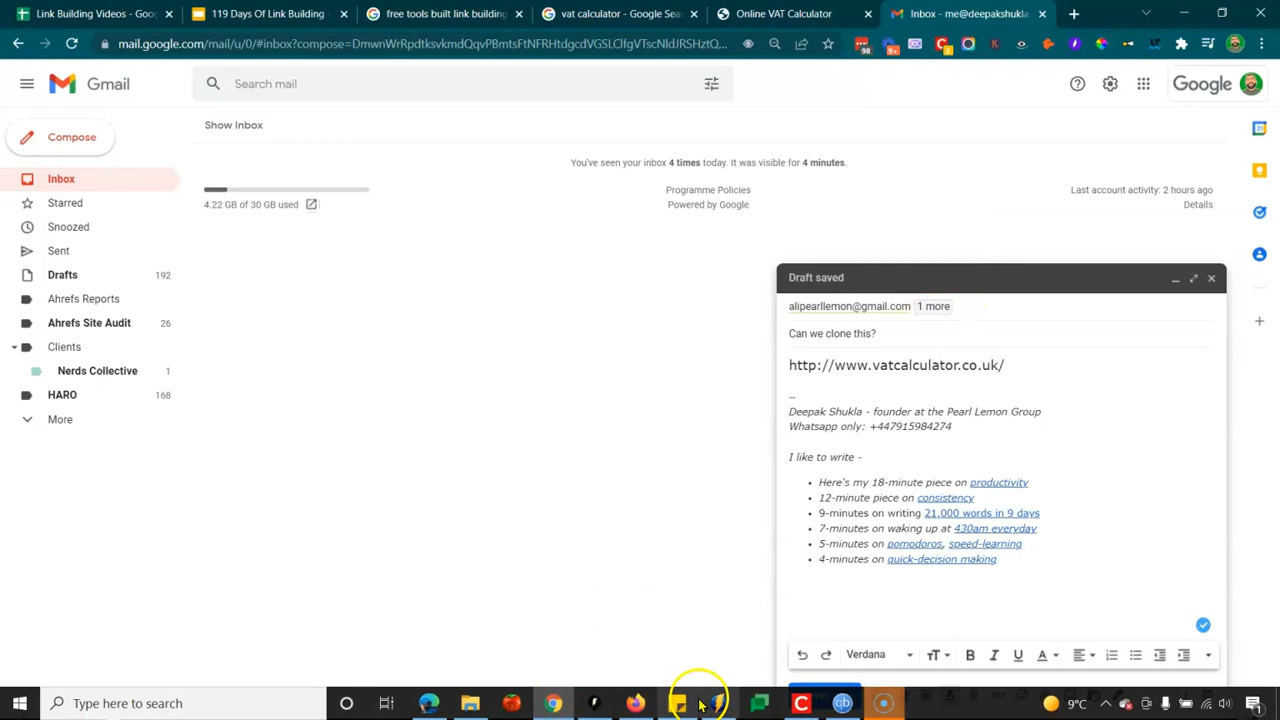 Link Building - 365 Days
119 Days Of Link Building -
free tools built link building
vat calculator - Google Sea
Online VAT Calculator
Inbox - me@deepakshukla
mail.google.com/mail/u/0/#inbox?compose=
Gmail
Search mail
Google
Compose
Show Inbox
You've seen your inbox 4 times today. It was visible for 4 minutes.
Inbox
Starred
Programme Policies
Last account activity: 2 hours ago
4.22 GB of 30 GB used
Powered by Google
Details
Snoozed
Sent
Drafts 192
Ahrefs Reports
Ahrefs Site Audit 26
Clients
Nerds Collective 1
HARO 168
More
Draft saved
alipearllemon@gmail.com 1 more
Can we clone this?
http://www.vatcalculator.co.uk/
--
Deepak Shukla - founder at the Pearl Lemon Group
Whatsapp only: +447915984274
I like to write -
• Here's my 18-minute piece on productivity
• 12-minute piece on consistency
• 9-minutes on writing 21,000 words in 9 days
• 7-minutes on waking up at 430am everyday
• 5-minutes on pomodoros, speed-learning
• 4-minutes on quick-decision making
Verdana
Type here to search
9°C